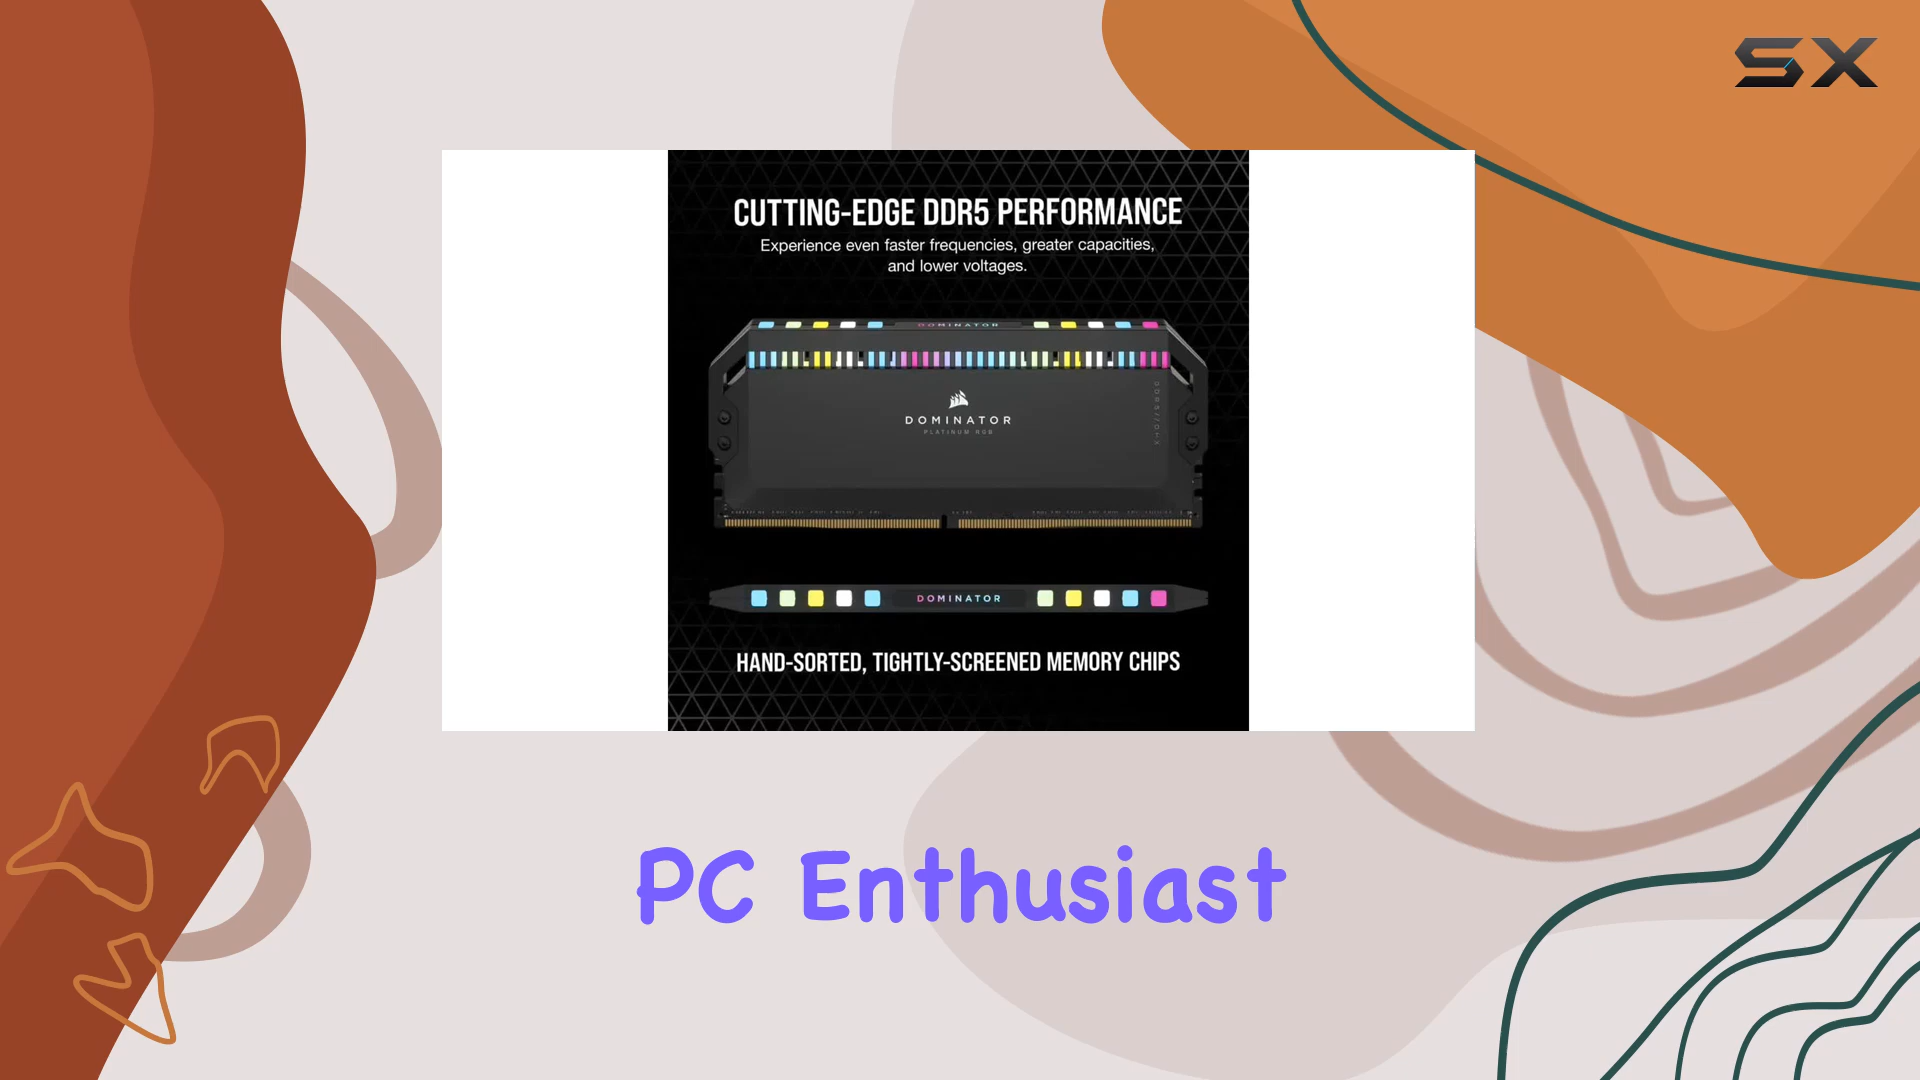 SX
CUTTING-EDGE DDR5 PERFORMANCE
Experience even faster frequencies, greater capacities,
and lower voltages.
DOMINATOR
DOMINATOR
PLATINUM RGB
DOMINATOR
HAND-SORTED, TIGHTLY-SCREENED MEMORY CHIPS
PC Enthusiast